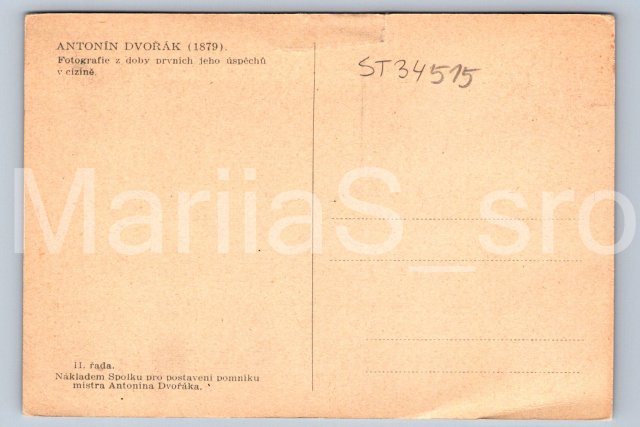 ANTONÍN DVOŘÁK (1879).
Fotografie z doby prvních jeho úspěchů
v cizině.
ST34515
MariiaS_sro
II. řada.
Nákladem Spolku pro postavení pomníku
mistra Antonína Dvořáka.